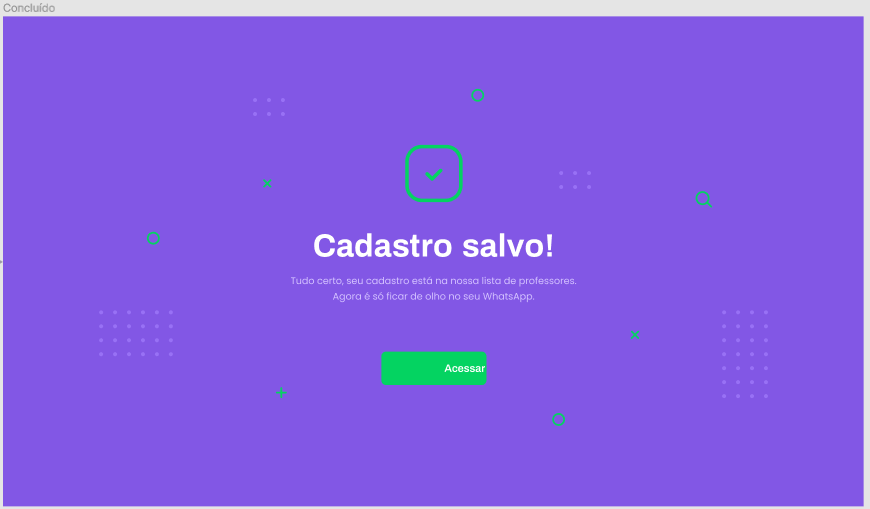 Concluído
Cadastro salvo!
Tudo certo, seu cadastro está na nossa lista de professores.
Agora é só ficar de olho no seu WhatsApp.
Acessar